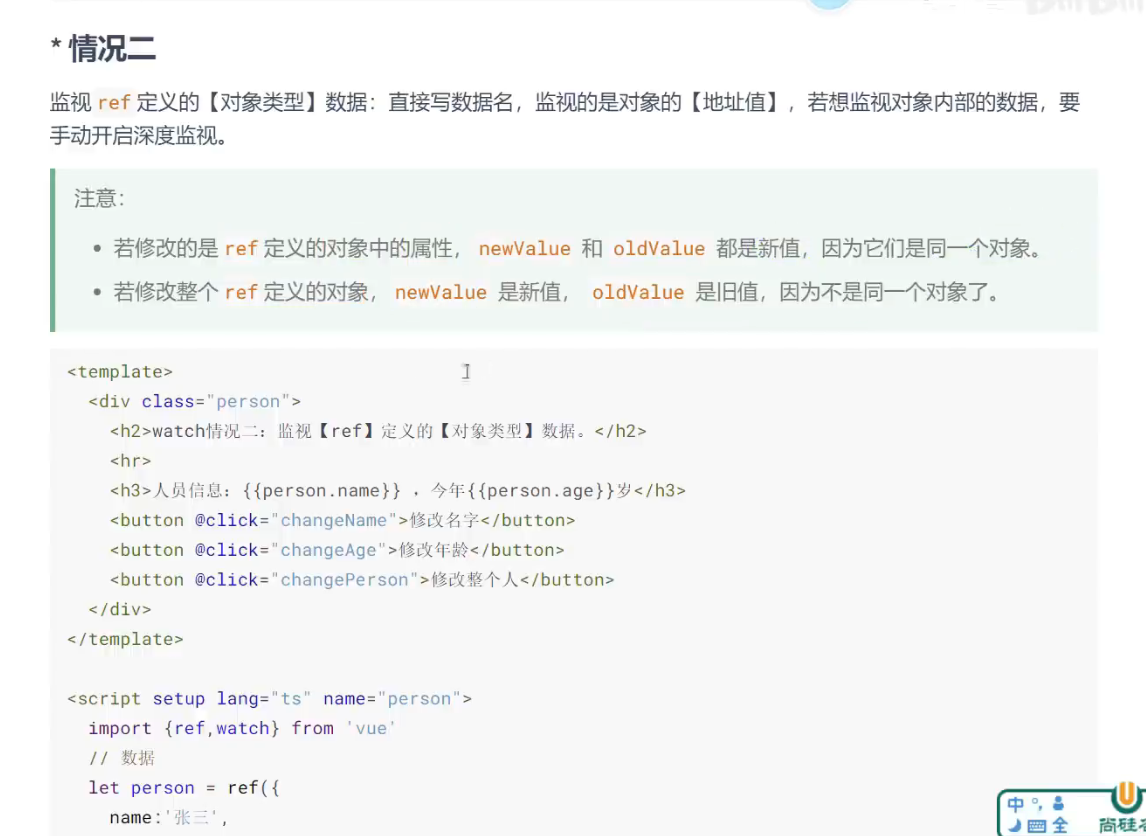 * 情况二
监视 ref 定义的【对象类型】数据：直接写数据名，监视的是对象的【地址值】，若想监视对象内部的数据，要
手动开启深度监视。
注意：
• 若修改的是 ref 定义的对象中的属性， newValue 和 oldValue 都是新值，因为它们是同一个对象。
• 若修改整个 ref 定义的对象， newValue 是新值， oldValue 是旧值，因为不是同一个对象了。
<template>
  <div class="person">
    <h2>watch情况二：监视【ref】定义的【对象类型】数据。</h2>
    <hr>
    <h3>人员信息：{{person.name}} ，今年{{person.age}}岁</h3>
    <button @click="changeName">修改名字</button>
    <button @click="changeAge">修改年龄</button>
    <button @click="changePerson">修改整个人</button>
  </div>
</template>
<script setup lang="ts" name="person">
  import {ref,watch} from 'vue'
  // 数据
  let person = ref({
    name:'张三',
中 °,
全
尚硅